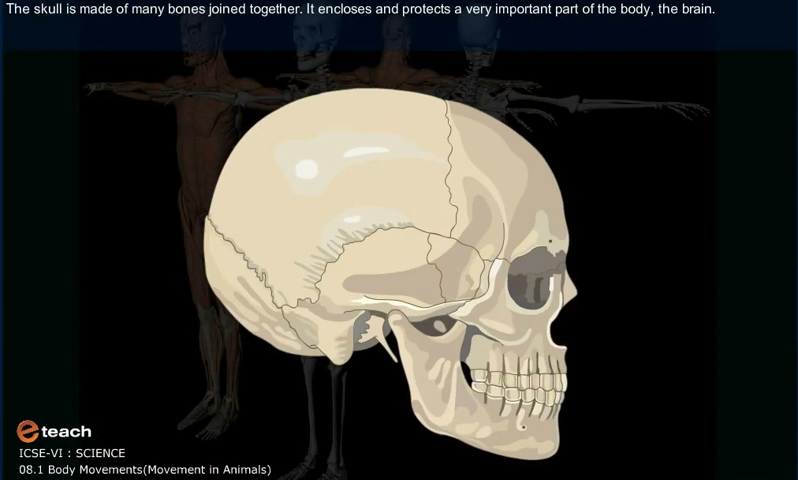 The skull is made of many bones joined together. It encloses and protects a very important part of the body, the brain.
e teach
ICSE-VI : SCIENCE
08.1 Body Movements(Movement in Animals)